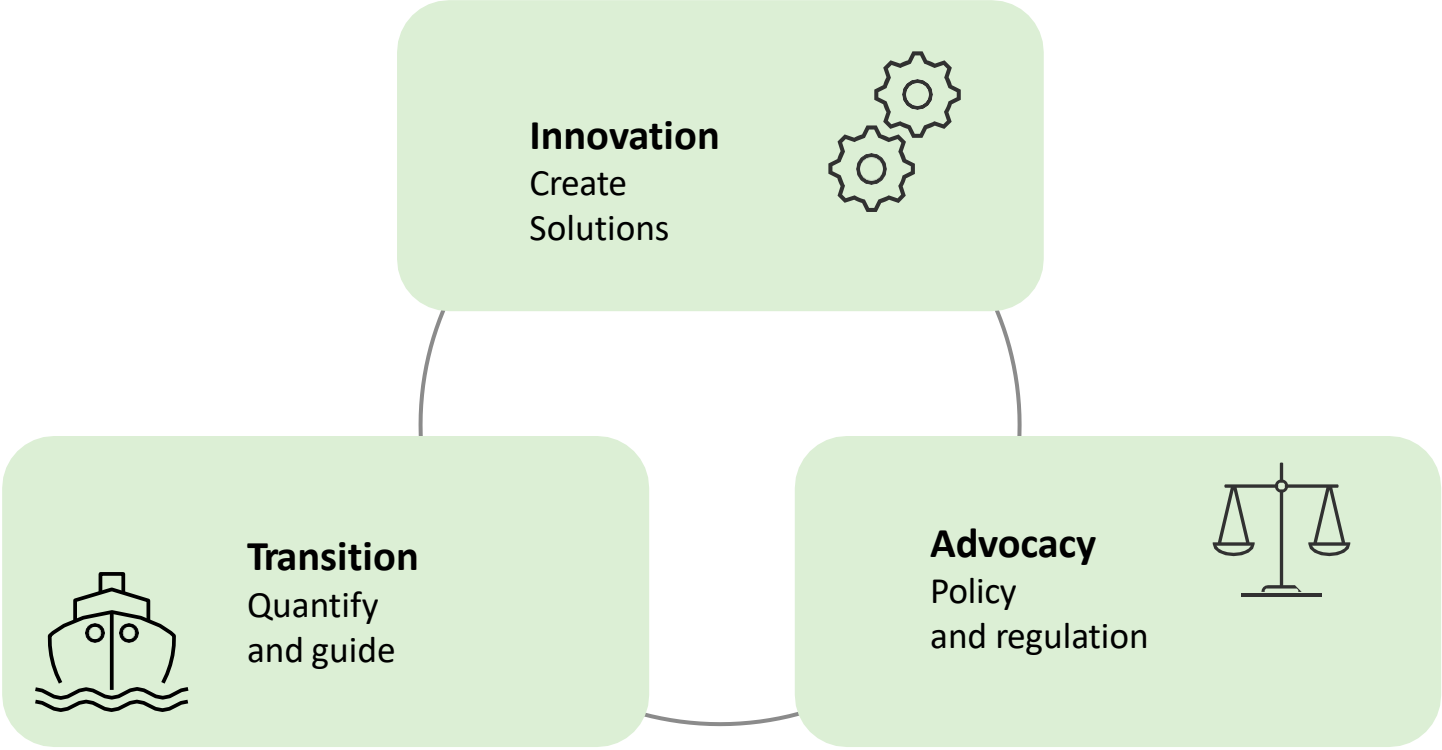 Innovation
Create
Solutions
Transition
Quantify
and guide
Advocacy
Policy
and regulation